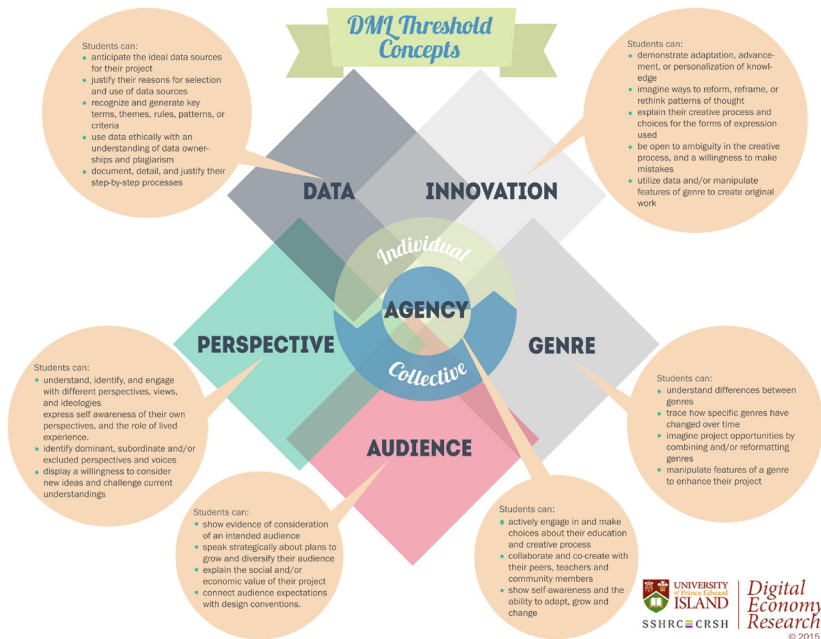 DML Threshold
Concepts
Students can:
• anticipate the ideal data sources
for their project
• justify their reasons for selection
and use of data sources
• recognize and generate key
terms, themes, rules, patterns, or
criteria
• use data ethically with an
understanding of data owner-
ships and plagiarism
• document, detail, and justify their
step-by-step processes
Students can:
• demonstrate adaptation, advance-
ment, or personalization of knowl-
edge
• imagine ways to reform, reframe, or
rethink patterns of thought
• explain their creative process and
choices for the forms of expression
used
• be open to ambiguity in the creative
process, and a willingness to make
mistakes
• utilize data and/or manipulate
features of genre to create original
work
DATA
INNOVATION
Individual
AGENCY
Collective
PERSPECTIVE
GENRE
AUDIENCE
Students can:
• understand, identify, and engage
with different perspectives, views,
and ideologies
express self awareness of their own
perspectives, and the role of lived
experience.
• identify dominant, subordinate and/or
excluded perspectives and voices
• display a willingness to consider
new ideas and challenge current
understandings
Students can:
• understand differences between
genres
• trace how specific genres have
changed over time
• imagine project opportunities by
combining and/or reformatting
genres
• manipulate features of a genre
to enhance their project
Students can:
• show evidence of consideration
of an intended audience
• speak strategically about plans to
grow and diversify their audience
• explain the social and/or
economic value of their project
• connect audience expectations
with design conventions.
Students can:
• actively engage in and make
choices about their education
and creative process
• collaborate and co-create with
their peers, teachers and
community members
• show self-awareness and the
ability to adapt, grow and
change
UNIVERSITY
of Prince Edward
ISLAND
SSHRC≡CRSH
Digital
Economy
Research
© 2015